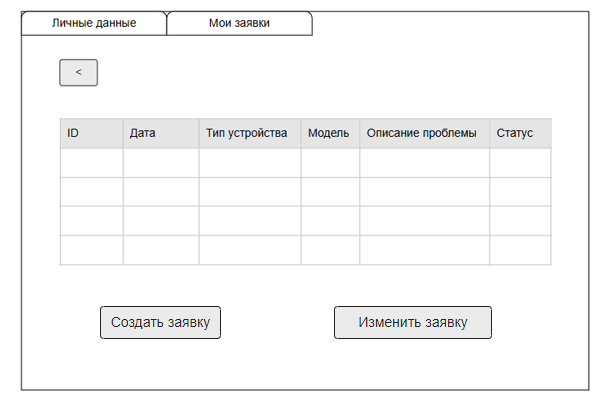 Личные данные Мои заявки
<
ID Дата Тип устройства Модель Описание проблемы Статус
Создать заявку Изменить заявку